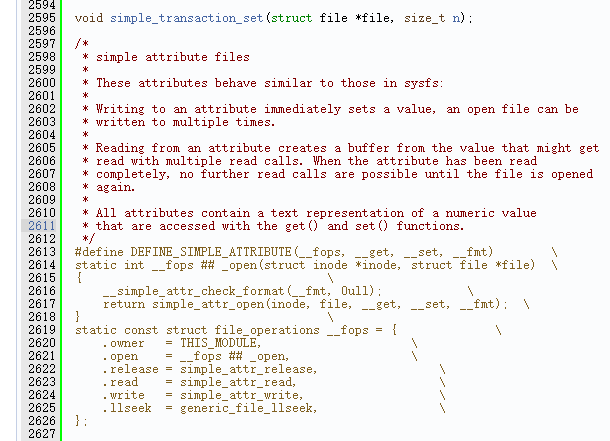 2594
2595 void simple_transaction_set(struct file *file, size_t n);
2596
2597 /*
2598 * simple attribute files
2599 *
2600 * These attributes behave similar to those in sysfs:
2601 *
2602 * Writing to an attribute immediately sets a value, an open file can be
2603 * written to multiple times.
2604 *
2605 * Reading from an attribute creates a buffer from the value that might get
2606 * read with multiple read calls. When the attribute has been read
2607 * completely, no further read calls are possible until the file is opened
2608 * again.
2609 *
2610 * All attributes contain a text representation of a numeric value
2611 * that are accessed with the get() and set() functions.
2612 */
2613 #define DEFINE_SIMPLE_ATTRIBUTE(__fops, __get, __set, __fmt) \
2614 static int __fops ## _open(struct inode *inode, struct file *file) \
2615 { \
2616 __simple_attr_check_format(__fmt, 0ull); \
2617 return simple_attr_open(inode, file, __get, __set, __fmt); \
2618 } \
2619 static const struct file_operations __fops = { \
2620 .owner = THIS_MODULE, \
2621 .open = __fops ## _open, \
2622 .release = simple_attr_release, \
2623 .read = simple_attr_read, \
2624 .write = simple_attr_write, \
2625 .llseek = generic_file_llseek, \
2626 };
2627